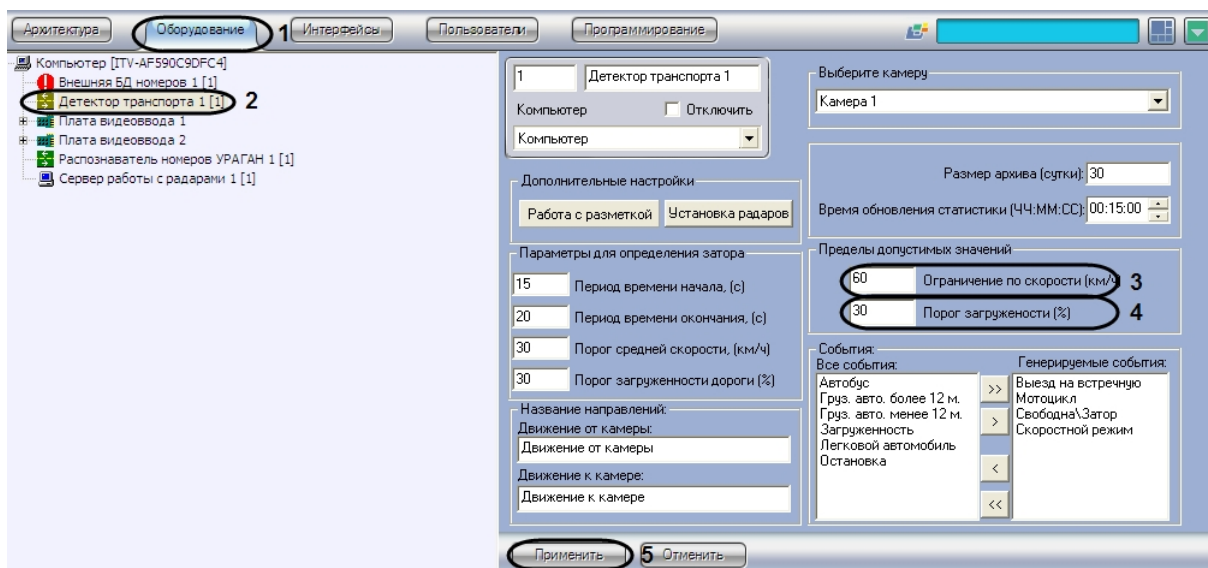 Архитектура Оборудование 1 Интерфейсы Пользователи Программирование
Компьютер [ITV-AF590C9DFC4]
Внешняя БД номеров 1 [1]
Детектор транспорта 1 [1] 2
Плата видеоввода 1
Плата видеоввода 2
Распознаватель номеров УРАГАН 1 [1]
Сервер работы с радарами 1 [1]
1 Детектор транспорта 1
Компьютер Отключить
Компьютер
Дополнительные настройки
Работа с разметкой Установка радаров
Параметры для определения затора
15 Период времени начала, (с)
20 Период времени окончания, (с)
30 Порог средней скорости, (км/ч)
30 Порог загруженности дороги (%)
Название направлений:
Движение от камеры:
Движение от камеры
Движение к камере:
Движение к камере
Выберите камеру
Камера 1
Размер архива (сутки): 30
Время обновления статистики (ЧЧ:ММ:СС): 00:15:00
Пределы допустимых значений
60 Ограничение по скорости (км/ч 3
30 Порог загружености (%) 4
События:
Все события:
Автобус
Груз. авто. более 12 м.
Груз. авто. менее 12 м.
Загруженность
Легковой автомобиль
Остановка
>>
>
<
<<
Генерируемые события:
Выезд на встречную
Мотоцикл
Свободна\Затор
Скоростной режим
Применить 5 Отменить